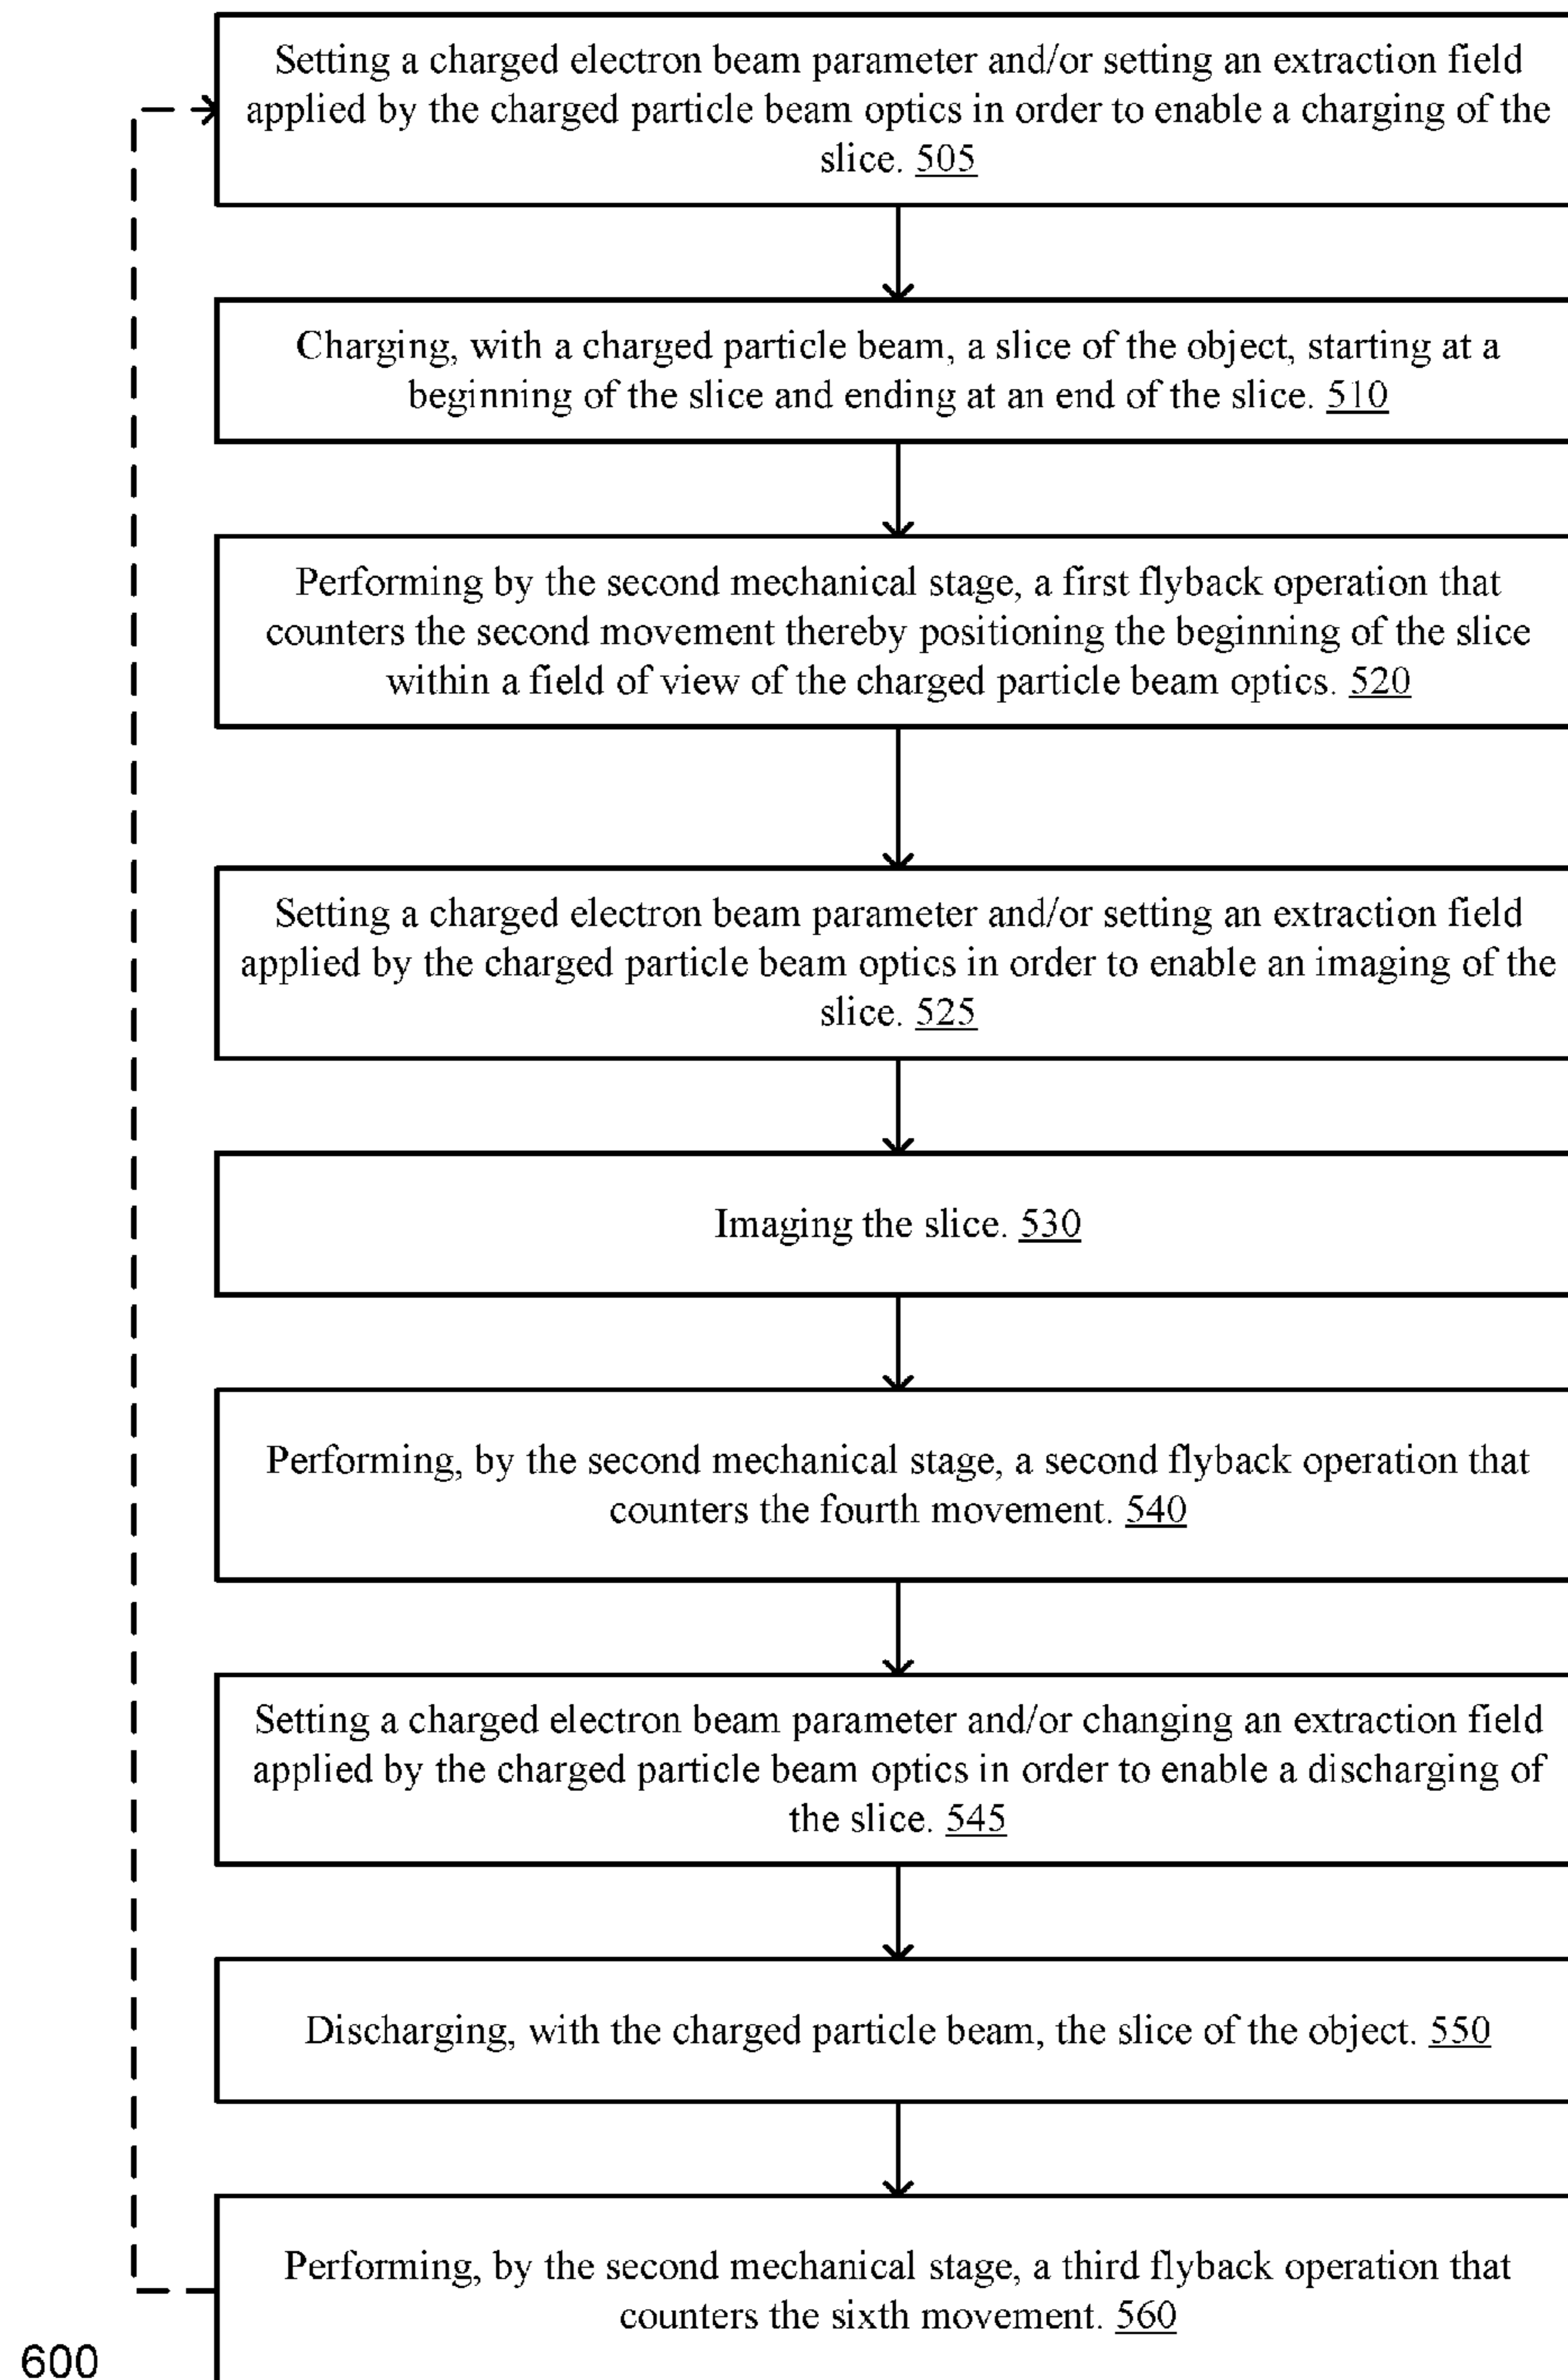 Setting a charged electron beam parameter and/or setting an extraction field
applied by the charged particle beam optics in order to enable a charging of the
slice. 505
Charging, with a charged particle beam, a slice of the object, starting at a
beginning of the slice and ending at an end of the slice. 510
Performing by the second mechanical stage, a first flyback operation that
counters the second movement thereby positioning the beginning of the slice
within a field of view of the charged particle beam optics. 520
Setting a charged electron beam parameter and/or setting an extraction field
applied by the charged particle beam optics in order to enable an imaging of the
slice. 525
Imaging the slice. 530
Performing, by the second mechanical stage, a second flyback operation that
counters the fourth movement. 540
Setting a charged electron beam parameter and/or changing an extraction field
applied by the charged particle beam optics in order to enable a discharging of
the slice. 545
Discharging, with the charged particle beam, the slice of the object. 550
Performing, by the second mechanical stage, a third flyback operation that
counters the sixth movement. 560
600